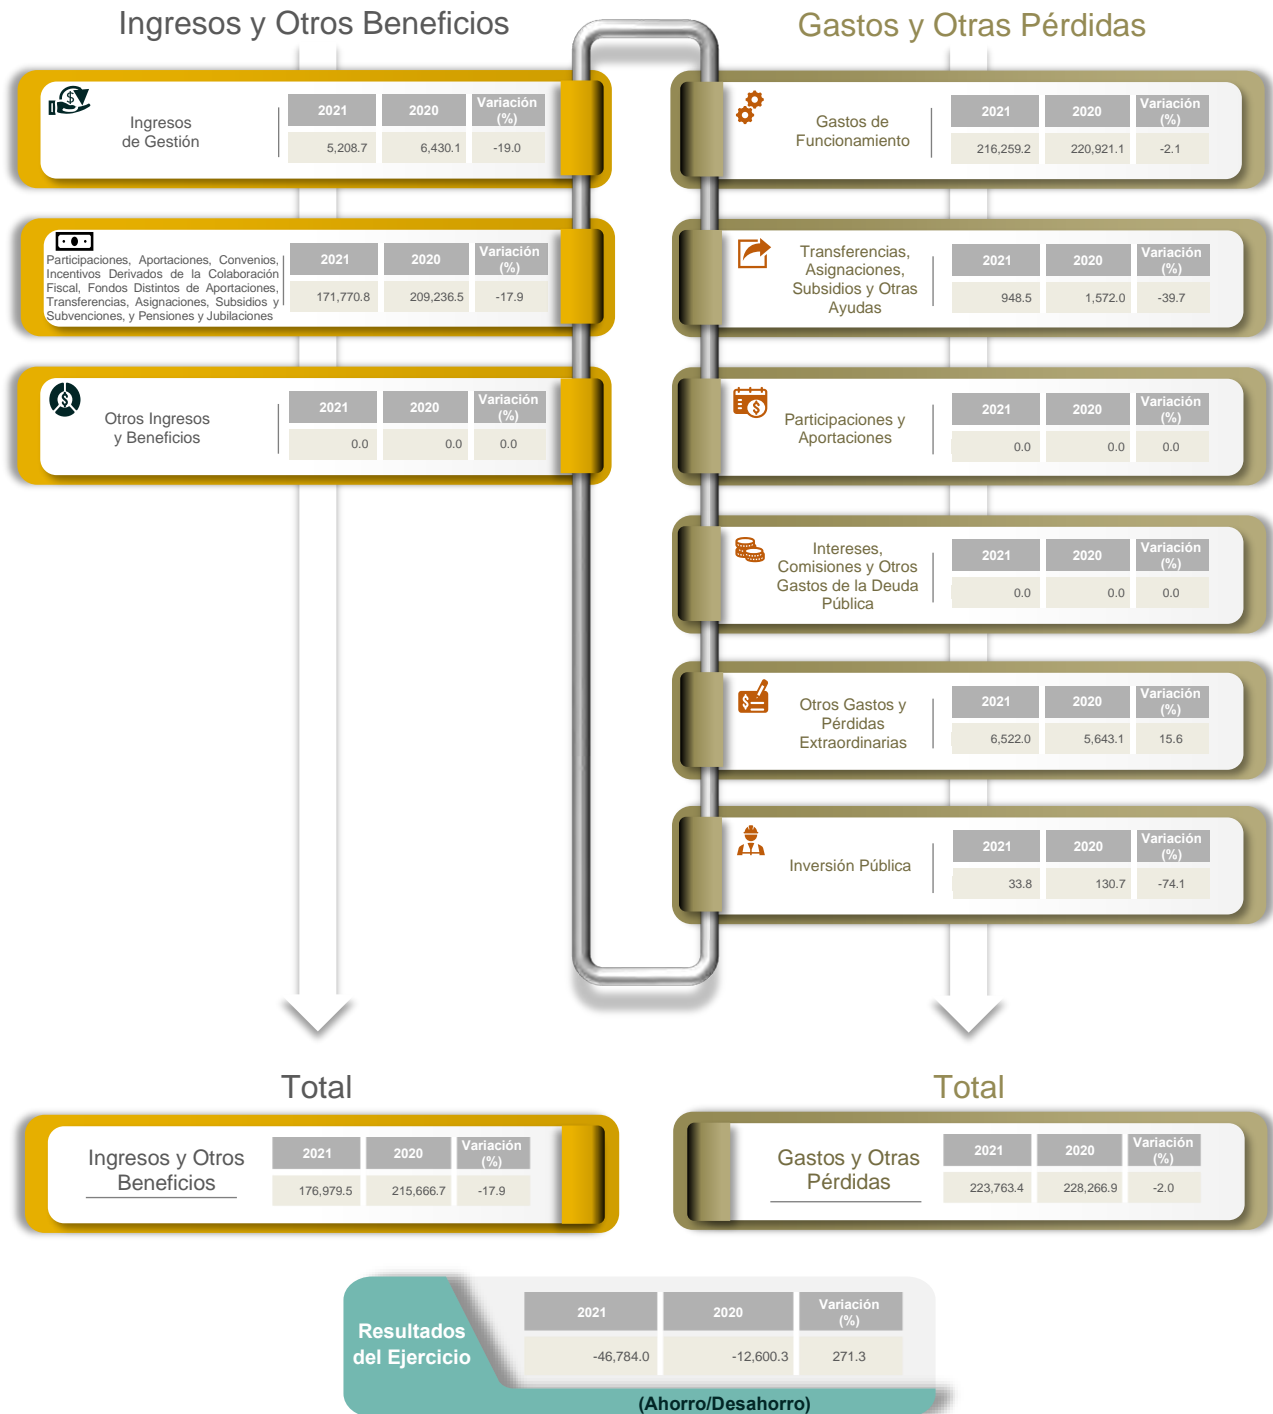 Ingresos y Otros Beneficios
Ingresos
de Gestión
2021 2020 Variación (%)
5,208.7 6,430.1 -19.0
Participaciones, Aportaciones, Convenios,
Incentivos Derivados de la Colaboración
Fiscal, Fondos Distintos de Aportaciones,
Transferencias, Asignaciones, Subsidios y
Subvenciones, y Pensiones y Jubilaciones
2021 2020 Variación (%)
171,770.8 209,236.5 -17.9
Otros Ingresos
y Beneficios
2021 2020 Variación (%)
0.0 0.0 0.0
Gastos y Otras Pérdidas
Gastos de
Funcionamiento
2021 2020 Variación (%)
216,259.2 220,921.1 -2.1
Transferencias,
Asignaciones,
Subsidios y Otras
Ayudas
2021 2020 Variación (%)
948.5 1,572.0 -39.7
Participaciones y
Aportaciones
2021 2020 Variación (%)
0.0 0.0 0.0
Intereses,
Comisiones y Otros
Gastos de la Deuda
Pública
2021 2020 Variación (%)
0.0 0.0 0.0
Otros Gastos y
Pérdidas
Extraordinarias
2021 2020 Variación (%)
6,522.0 5,643.1 15.6
Inversión Pública
2021 2020 Variación (%)
33.8 130.7 -74.1
Total
Ingresos y Otros
Beneficios
2021 2020 Variación (%)
176,979.5 215,666.7 -17.9
Total
Gastos y Otras
Pérdidas
2021 2020 Variación (%)
223,763.4 228,266.9 -2.0
Resultados
del Ejercicio
2021 2020 Variación (%)
-46,784.0 -12,600.3 271.3
(Ahorro/Desahorro)